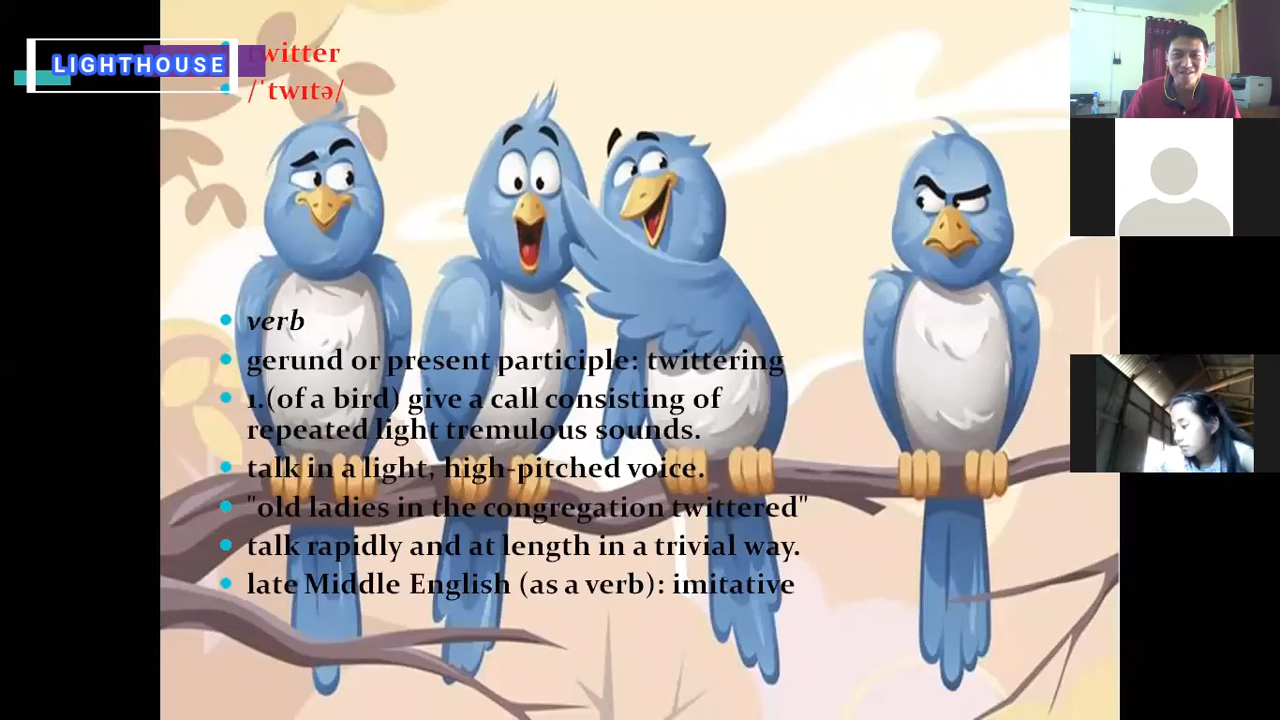 LIGHTHOUSE
twitter
/ˈtwɪtə/
verb
gerund or present participle: twittering
1.(of a bird) give a call consisting of
repeated light tremulous sounds.
talk in a light, high-pitched voice.
"old ladies in the congregation twittered"
talk rapidly and at length in a trivial way.
late Middle English (as a verb): imitative